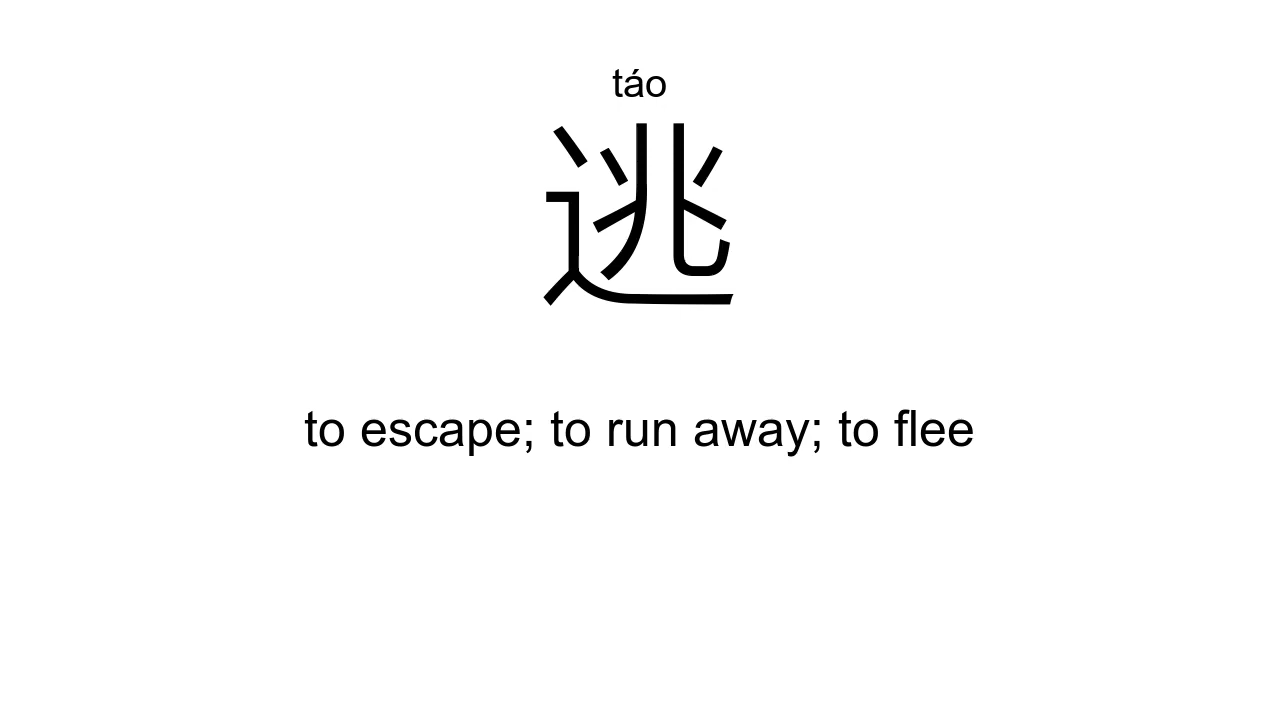 táo
逃
to escape; to run away; to flee